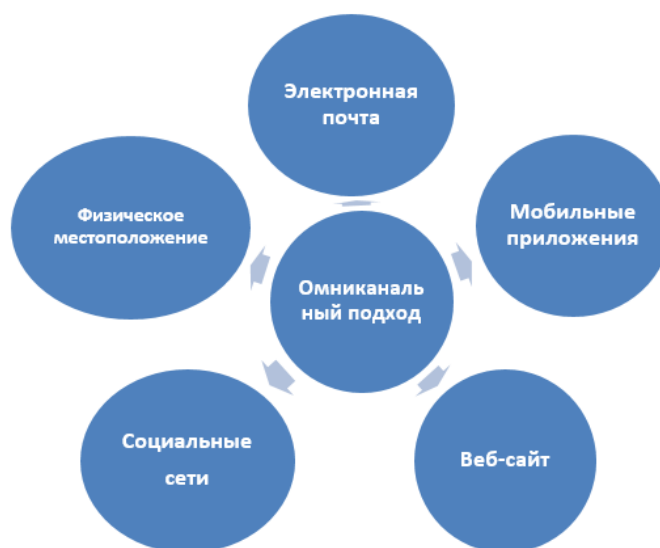 Электронная
почта
Мобильные
приложения
Физическое
местоположение
Омниканаль
ный подход
Социальные
сети
Веб-сайт